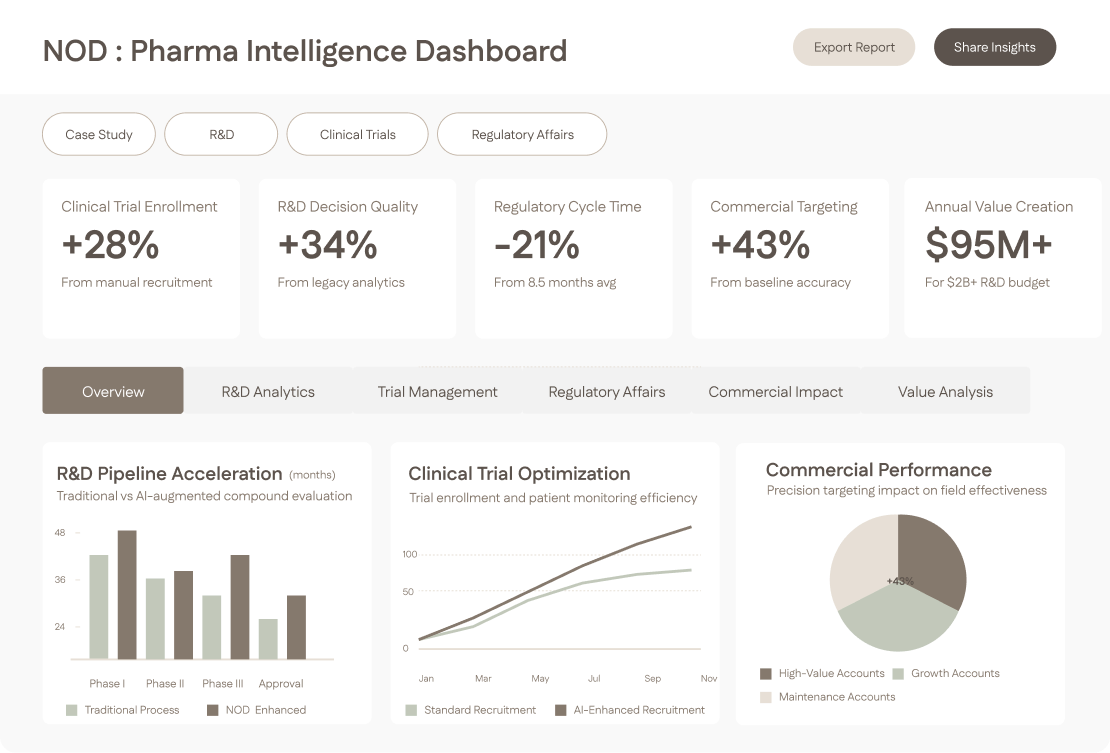 NOD : Pharma Intelligence Dashboard
Export Report
Share Insights
Case Study
R&D
Clinical Trials
Regulatory Affairs
Clinical Trial Enrollment
+28%
From manual recruitment
R&D Decision Quality
+34%
From legacy analytics
Regulatory Cycle Time
-21%
From 8.5 months avg
Commercial Targeting
+43%
From baseline accuracy
Annual Value Creation
$95M+
For $2B+ R&D budget
Overview
R&D Analytics
Trial Management
Regulatory Affairs
Commercial Impact
Value Analysis
R&D Pipeline Acceleration (months)
Traditional vs AI-augmented compound evaluation
48
36
24
Phase I
Phase II
Phase III
Approval
Traditional Process
NOD Enhanced
Clinical Trial Optimization
Trial enrollment and patient monitoring efficiency
100
50
0
Jan
Mar
May
Jul
Sep
Nov
Standard Recruitment
AI-Enhanced Recruitment
Commercial Performance
Precision targeting impact on field effectiveness
+43%
High-Value Accounts
Growth Accounts
Maintenance Accounts